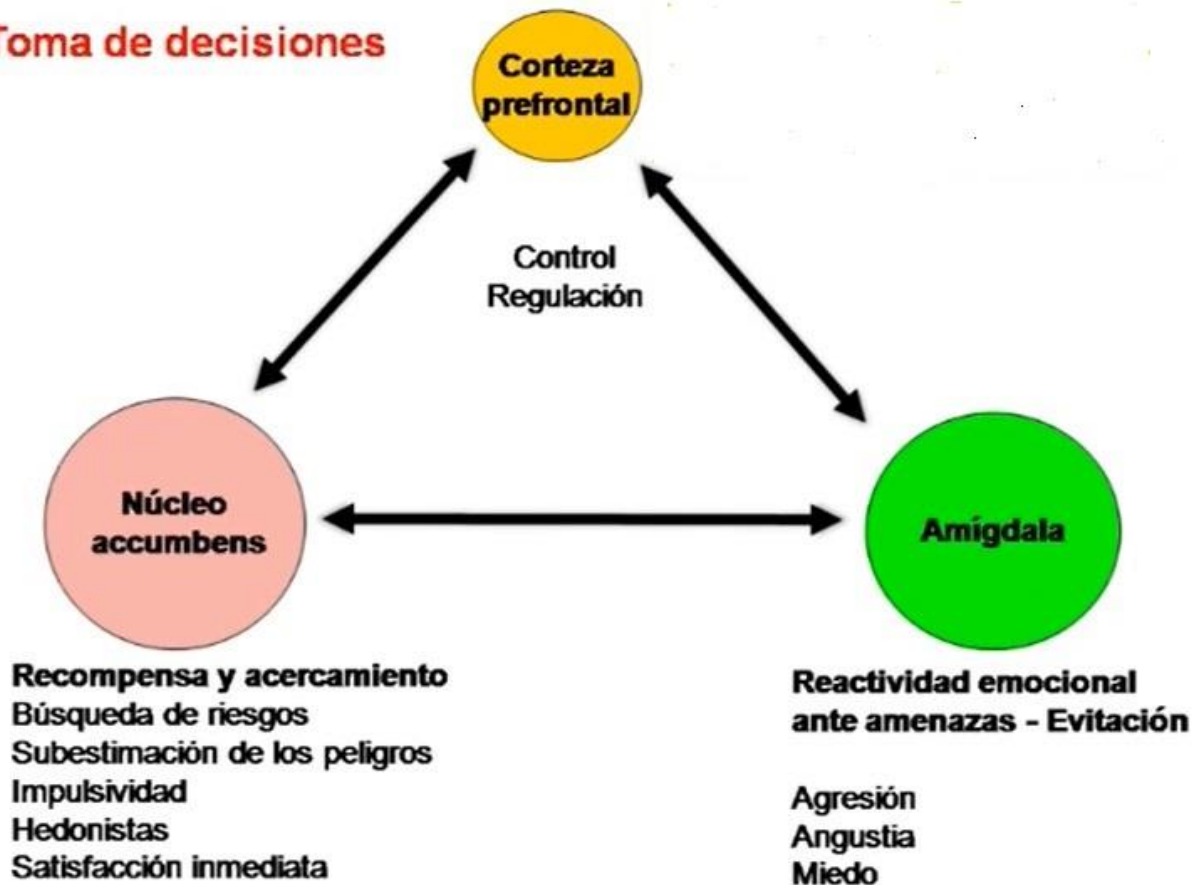 Toma de decisiones
Corteza
prefrontal
Control
Regulación
Núcleo
accumbens
Amígdala
Recompensa y acercamiento
Búsqueda de riesgos
Subestimación de los peligros
Impulsividad
Hedonistas
Satisfacción inmediata
Reactividad emocional
ante amenazas - Evitación
Agresión
Angustia
Miedo